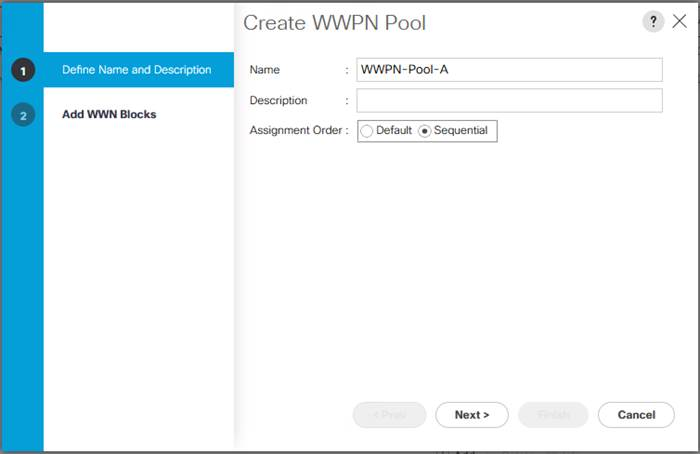 Create WWPN Pool
?
1
Define Name and Description
2
Add WWN Blocks
Name :
WWPN-Pool-A
Description :
Assignment Order :
Default Sequential
< Prev Next > Finish Cancel